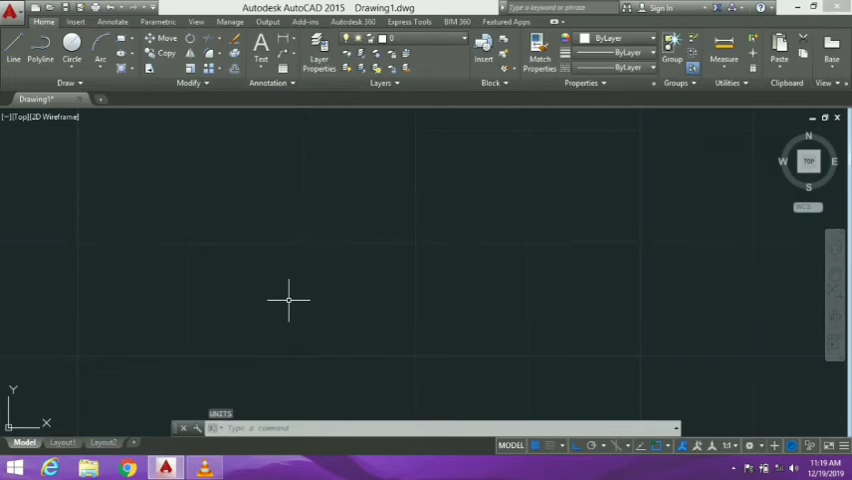 Autodesk AutoCAD 2015 Drawing1.dwg
Type a keyword or phrase
Sign In
Home Insert Annotate Parametric View Manage Output Add-ins Autodesk 360 Express Tools BIM 360 Featured Apps
Line Polyline Circle Arc
Move
Copy
Text
Layer
Properties
0
Insert
Match
Properties
ByLayer
ByLayer
ByLayer
Group
Measure
Paste
Base
Draw Modify Annotation Layers Block Properties Groups Utilities Clipboard View
Drawing1*
[−][Top][2D Wireframe]
N
W TOP E
S
WCS
Y
X
UNITS
Type a command
Model Layout1 Layout2 +
MODEL 1:1
11:19 AM
12/19/2019